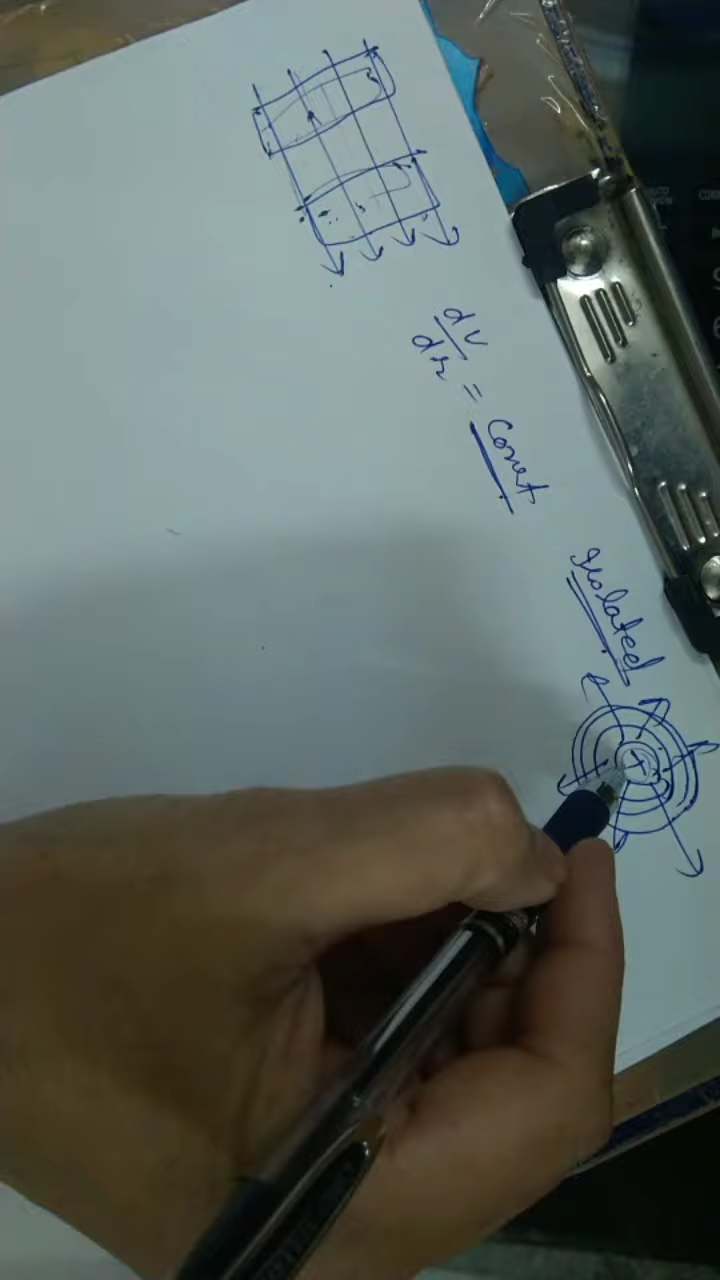 dv/dr = Const
Isolated
+